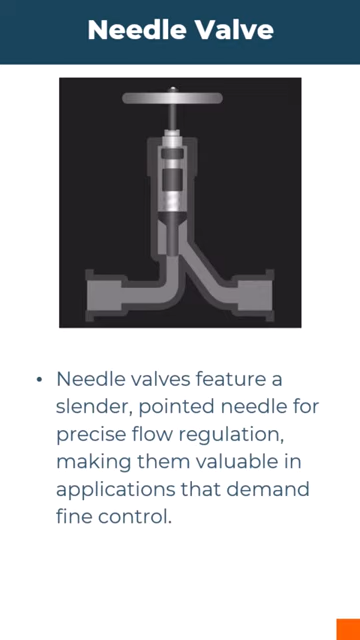 Needle Valve
• Needle valves feature a
slender, pointed needle for
precise flow regulation,
making them valuable in
applications that demand
fine control.